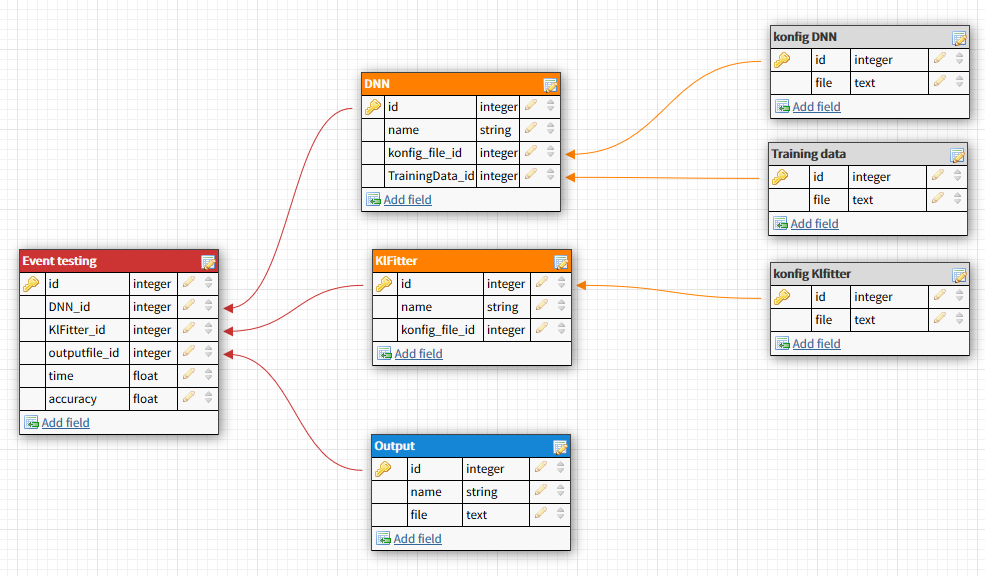 konfig DNN
id integer
file text
Add field
DNN
id integer
name string
konfig_file_id integer
TrainingData_id integer
Add field
Training data
id integer
file text
Add field
Event testing
id integer
DNN_id integer
KlFitter_id integer
outputfile_id integer
time float
accuracy float
Add field
KlFitter
id integer
name string
konfig_file_id integer
Add field
konfig Klfitter
id integer
file text
Add field
Output
id integer
name string
file text
Add field